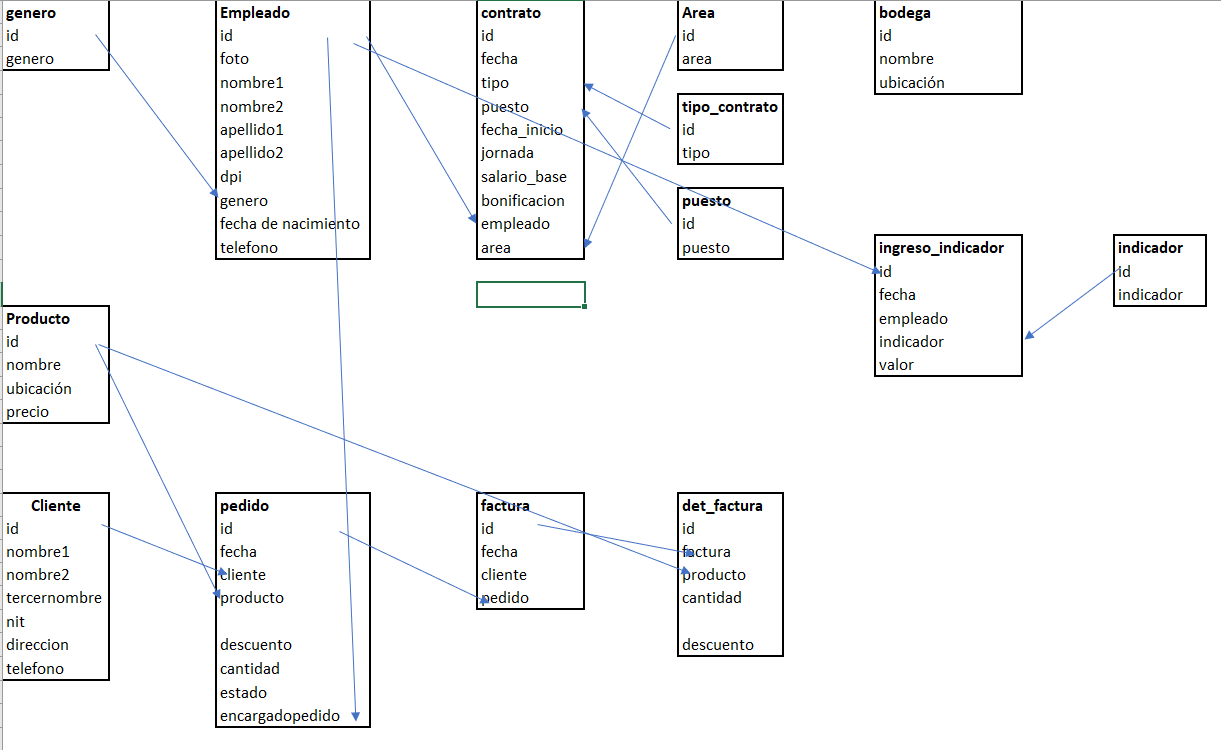 genero
id
genero
Empleado
id
foto
nombre1
nombre2
apellido1
apellido2
dpi
genero
fecha de nacimiento
telefono
contrato
id
fecha
tipo
puesto
fecha_inicio
jornada
salario_base
bonificacion
empleado
area
Area
id
area
tipo_contrato
id
tipo
puesto
id
puesto
bodega
id
nombre
ubicación
ingreso_indicador
id
fecha
empleado
indicador
valor
indicador
id
indicador
Producto
id
nombre
ubicación
precio
Cliente
id
nombre1
nombre2
tercernombre
nit
direccion
telefono
pedido
id
fecha
cliente
producto
descuento
cantidad
estado
encargadopedido
factura
id
fecha
cliente
pedido
det_factura
id
factura
producto
cantidad
descuento